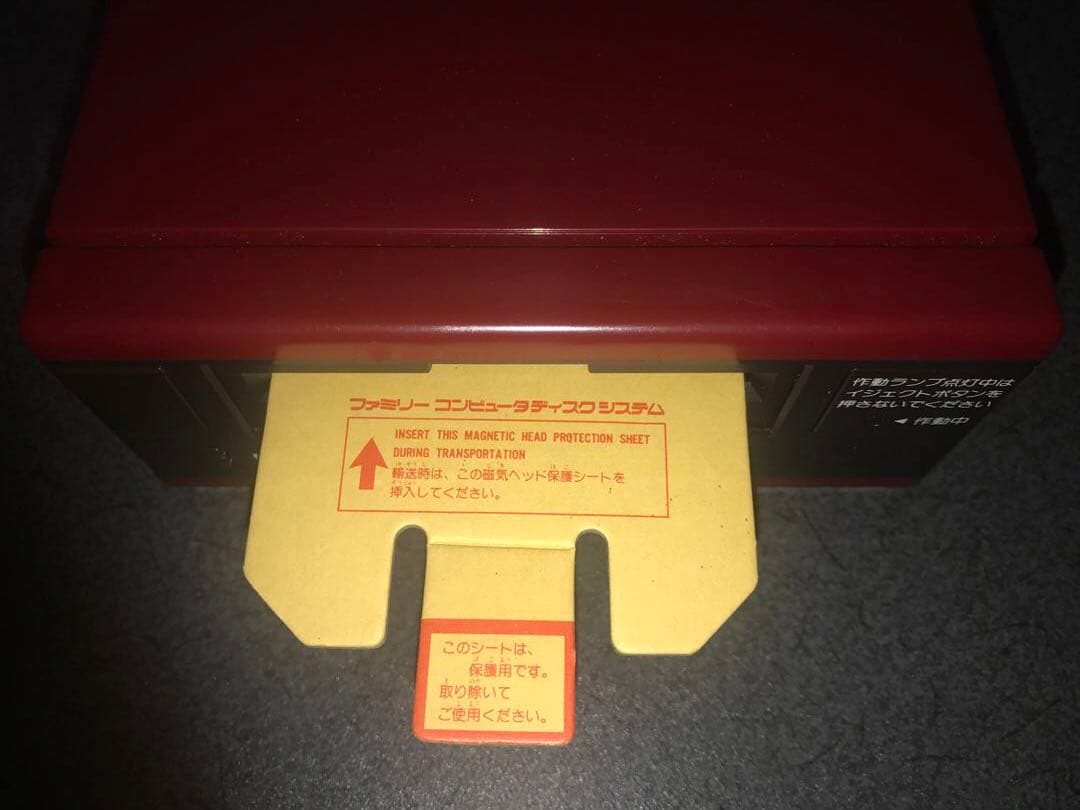 作動ランプ点灯中は
イジェクトボタンを
押さないでください
◀ 作動中
ファミリー コンピュータ ディスク システム
INSERT THIS MAGNETIC HEAD PROTECTION SHEET
DURING TRANSPORTATION
輸送時は、この磁気ヘッド保護シートを
挿入してください。
このシートは、
保護用です。
取り除いて
ご使用ください。